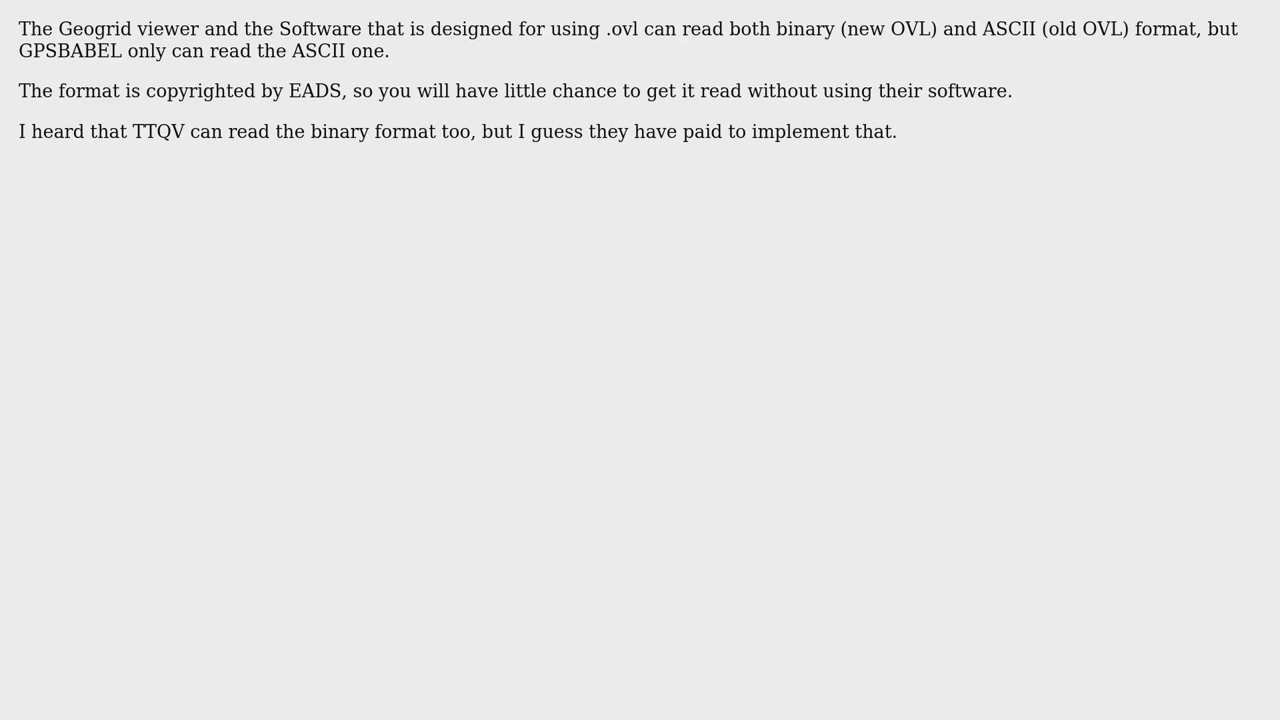 The Geogrid viewer and the Software that is designed for using .ovl can read both binary (new OVL) and ASCII (old OVL) format, but
GPSBABEL only can read the ASCII one.
The format is copyrighted by EADS, so you will have little chance to get it read without using their software.
I heard that TTQV can read the binary format too, but I guess they have paid to implement that.